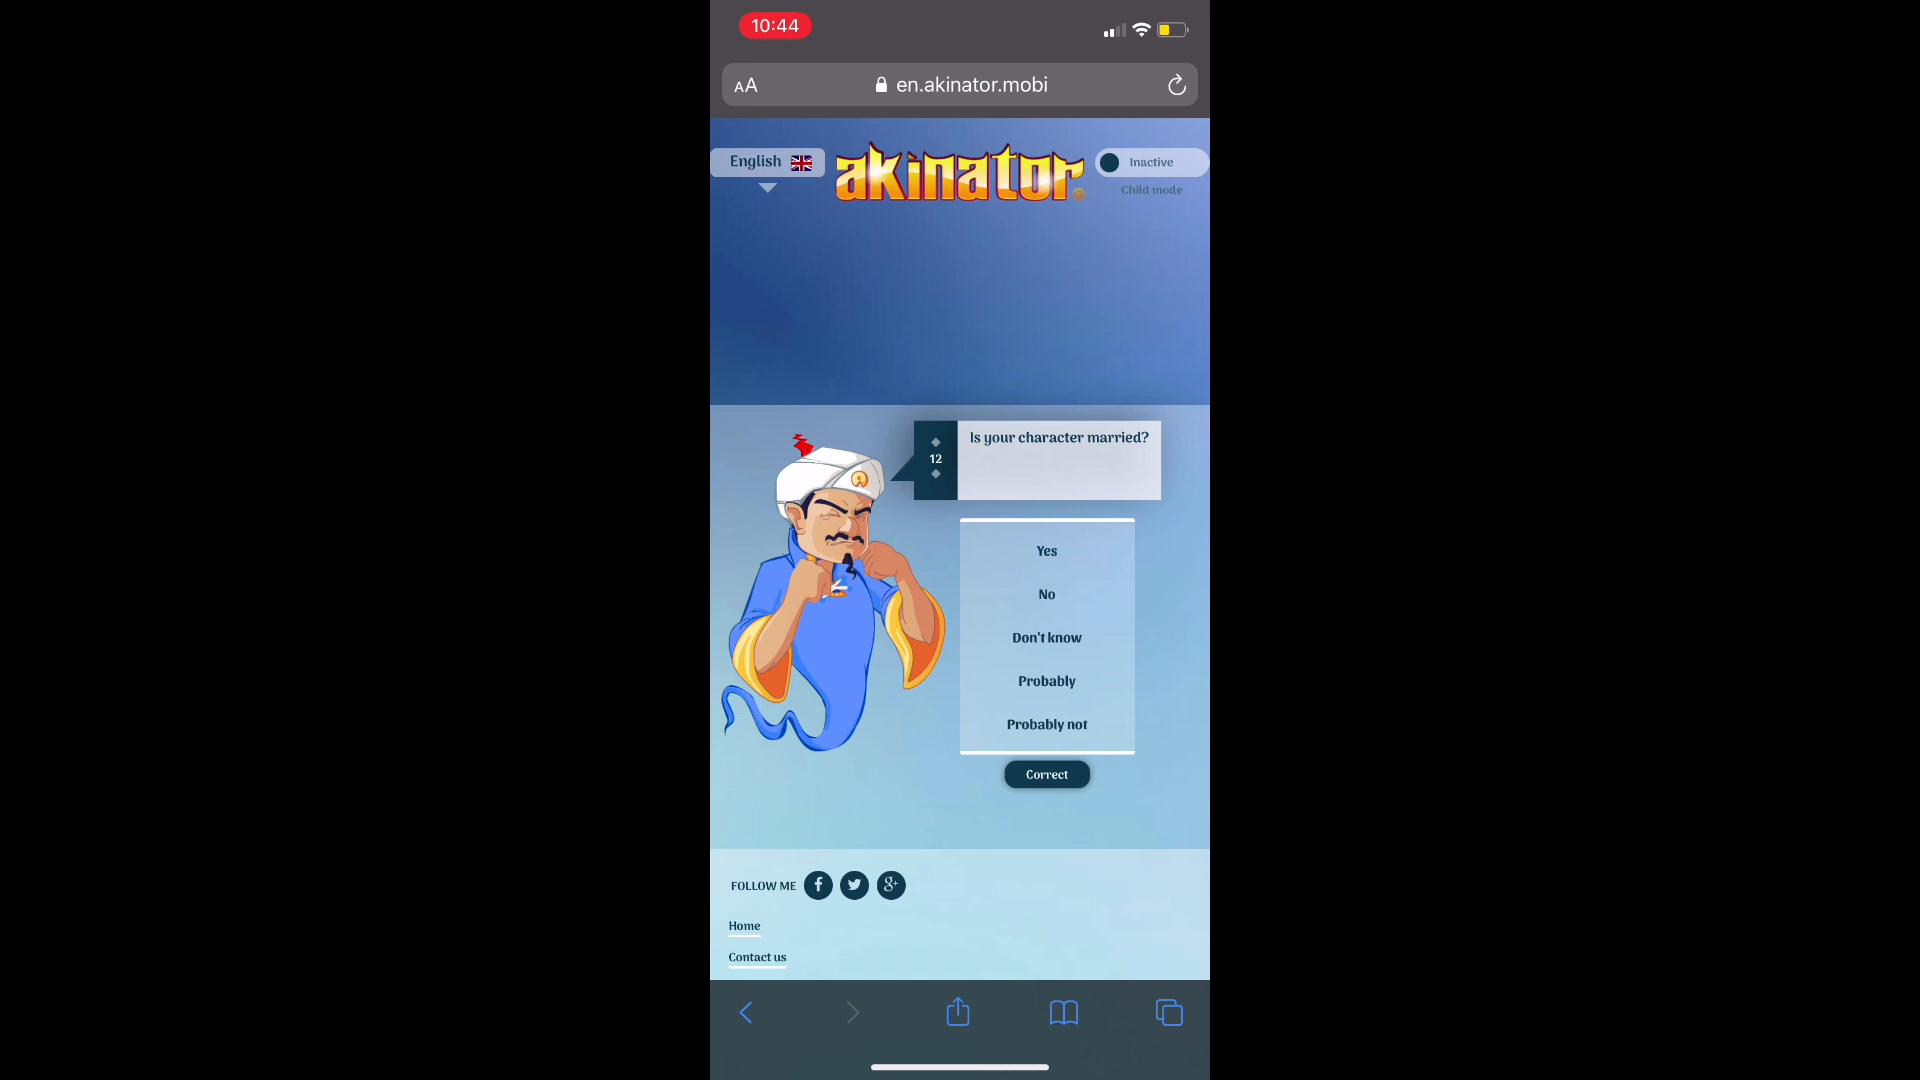 10:44
AA
en.akinator.mobi
English
akinator
Inactive
Child mode
12
Is your character married?
Yes
No
Don't know
Probably
Probably not
Correct
FOLLOW ME
Home
Contact us